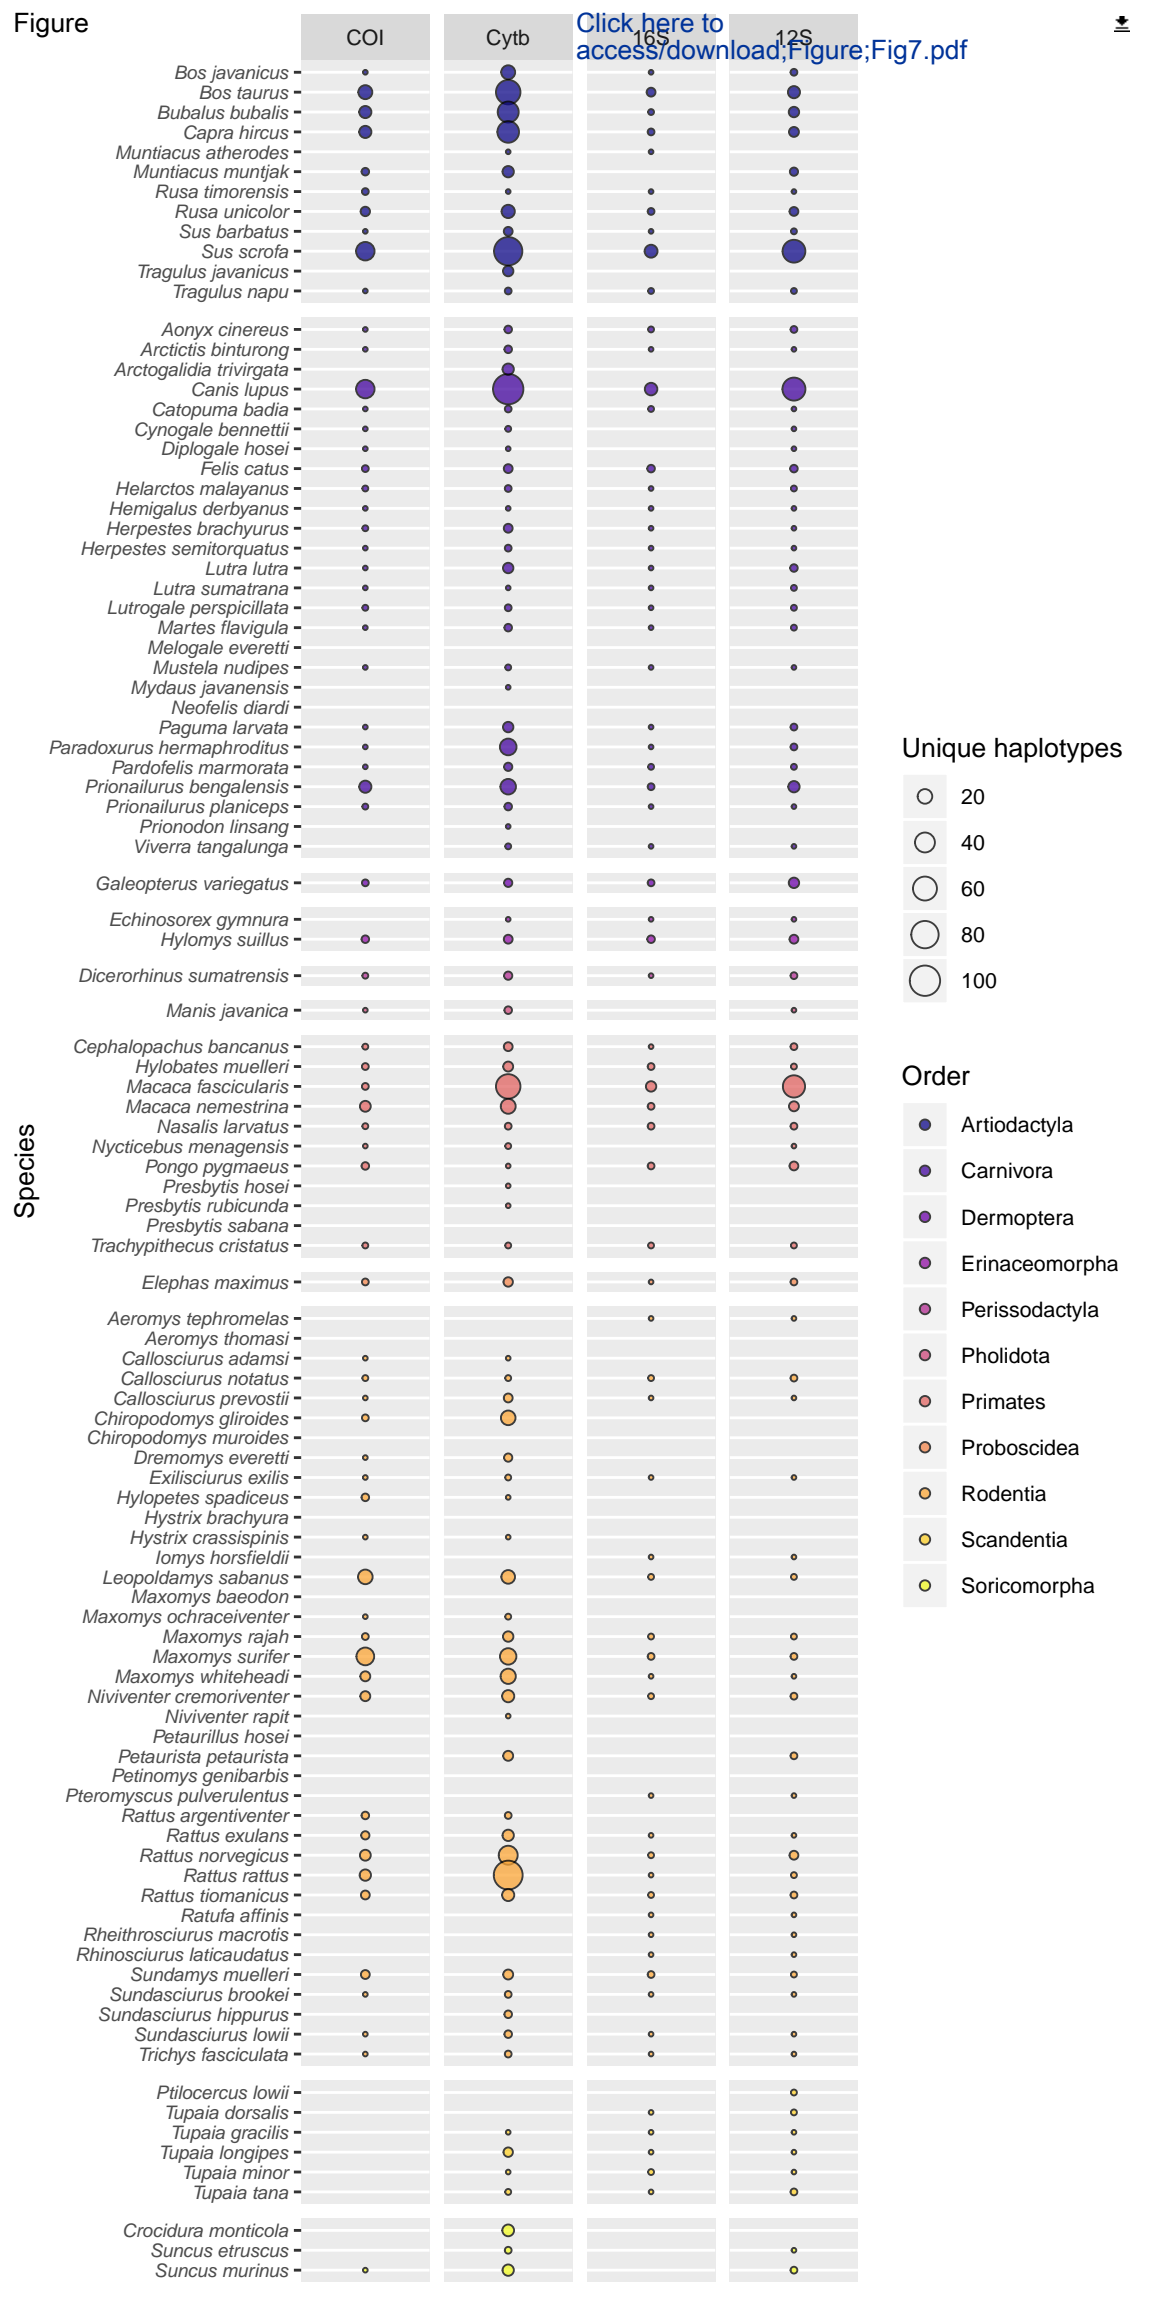 Figure
Click here to
access/download;Figure;Fig7.pdf
COI
Cytb
16S
12S
Bos javanicus
Bos taurus
Bubalus bubalis
Capra hircus
Muntiacus atherodes
Muntiacus muntjak
Rusa timorensis
Rusa unicolor
Sus barbatus
Sus scrofa
Tragulus javanicus
Tragulus napu
Aonyx cinereus
Arctictis binturong
Arctogalidia trivirgata
Canis lupus
Catopuma badia
Cynogale bennettii
Diplogale hosei
Felis catus
Helarctos malayanus
Hemigalus derbyanus
Herpestes brachyurus
Herpestes semitorquatus
Lutra lutra
Lutra sumatrana
Lutrogale perspicillata
Martes flavigula
Melogale everetti
Mustela nudipes
Mydaus javanensis
Neofelis diardi
Paguma larvata
Paradoxurus hermaphroditus
Pardofelis marmorata
Prionailurus bengalensis
Prionailurus planiceps
Prionodon linsang
Viverra tangalunga
Galeopterus variegatus
Echinosorex gymnura
Hylomys suillus
Dicerorhinus sumatrensis
Manis javanica
Cephalopachus bancanus
Hylobates muelleri
Macaca fascicularis
Macaca nemestrina
Nasalis larvatus
Nycticebus menagensis
Pongo pygmaeus
Presbytis hosei
Presbytis rubicunda
Presbytis sabana
Trachypithecus cristatus
Elephas maximus
Aeromys tephromelas
Aeromys thomasi
Callosciurus adamsi
Callosciurus notatus
Callosciurus prevostii
Chiropodomys gliroides
Chiropodomys muroides
Dremomys everetti
Exilisciurus exilis
Hylopetes spadiceus
Hystrix brachyura
Hystrix crassispinis
Iomys horsfieldii
Leopoldamys sabanus
Maxomys baeodon
Maxomys ochraceiventer
Maxomys rajah
Maxomys surifer
Maxomys whiteheadi
Niviventer cremoriventer
Niviventer rapit
Petaurillus hosei
Petaurista petaurista
Petinomys genibarbis
Pteromyscus pulverulentus
Rattus argentiventer
Rattus exulans
Rattus norvegicus
Rattus rattus
Rattus tiomanicus
Ratufa affinis
Rheithrosciurus macrotis
Rhinosciurus laticaudatus
Sundamys muelleri
Sundasciurus brookei
Sundasciurus hippurus
Sundasciurus lowii
Trichys fasciculata
Ptilocercus lowii
Tupaia dorsalis
Tupaia gracilis
Tupaia longipes
Tupaia minor
Tupaia tana
Crocidura monticola
Suncus etruscus
Suncus murinus
Species
Unique haplotypes
20
40
60
80
100
Order
Artiodactyla
Carnivora
Dermoptera
Erinaceomorpha
Perissodactyla
Pholidota
Primates
Proboscidea
Rodentia
Scandentia
Soricomorpha